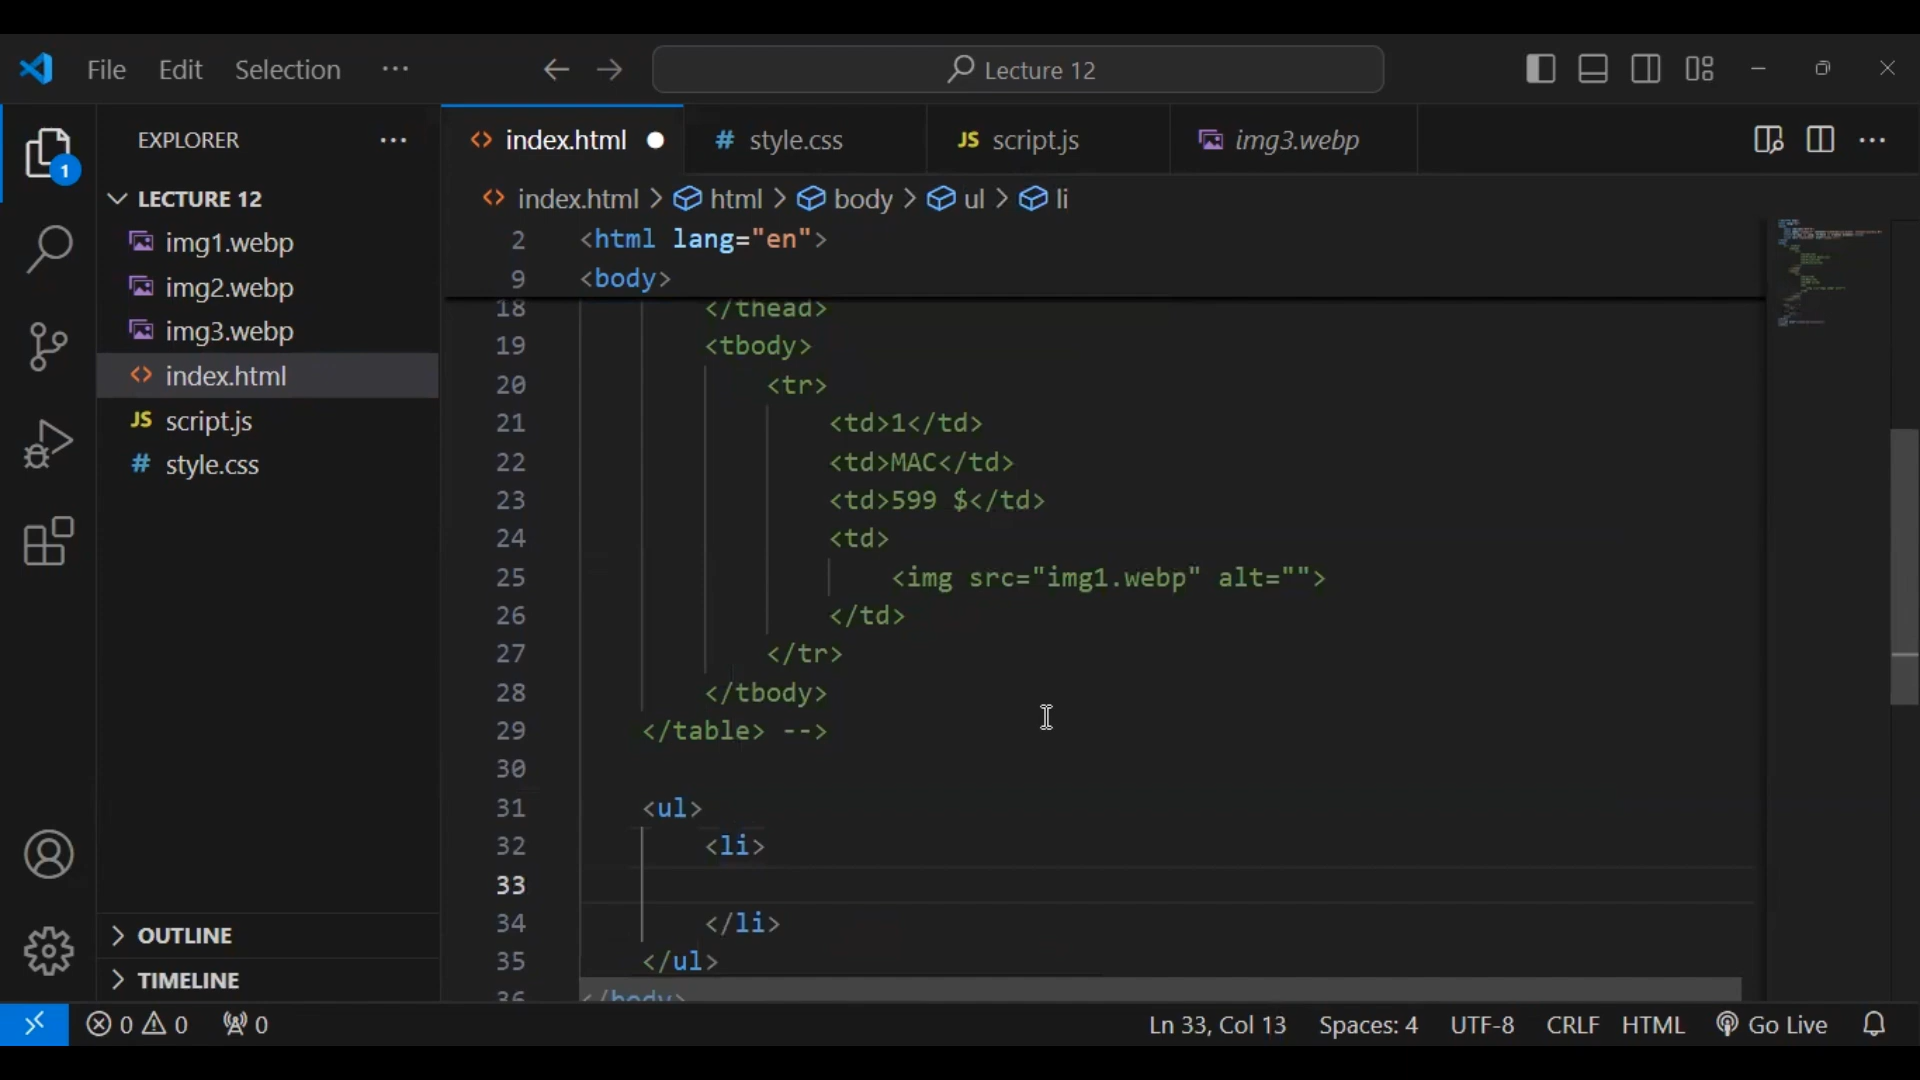 File Edit Selection ··· Lecture 12
EXPLORER ···
LECTURE 12
img1.webp
img2.webp
img3.webp
<> index.html
JS script.js
# style.css
OUTLINE
TIMELINE
1
<> index.html ● # style.css JS script.js img3.webp
<> index.html > html > body > ul > li
2 <html lang="en">
9 <body>
18 </thead>
19 <tbody>
20 <tr>
21 <td>1</td>
22 <td>MAC</td>
23 <td>599 $</td>
24 <td>
25 <img src="img1.webp" alt="">
26 </td>
27 </tr>
28 </tbody>
29 </table> -->
30
31 <ul>
32 <li>
33
34 </li>
35 </ul>
36 </body>
0 0 0 Ln 33, Col 13 Spaces: 4 UTF-8 CRLF HTML Go Live